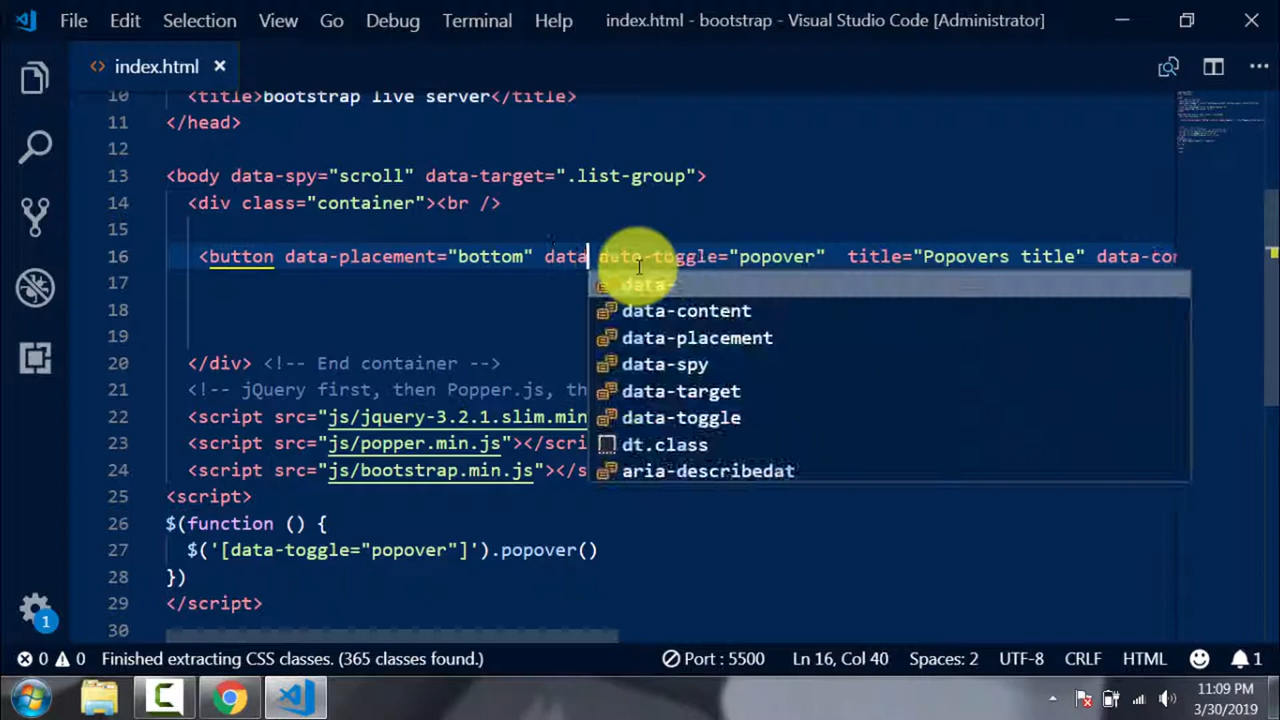 File Edit Selection View Go Debug Terminal Help index.html - bootstrap - Visual Studio Code [Administrator]
<> index.html ×
10 <title>bootstrap live server</title>
11 </head>
12
13 <body data-spy="scroll" data-target=".list-group">
14 <div class="container"><br />
15
16 <button data-placement="bottom" data data-toggle="popover" title="Popovers title" data-con
17 data-
18 data-content
data-placement
19 data-spy
20 </div> <!-- End container -->
data-target
21 <!-- jQuery first, then Popper.js, th
data-toggle
22 <script src="js/jquery-3.2.1.slim.min
dt.class
23 <script src="js/popper.min.js"></scri
aria-describedat
24 <script src="js/bootstrap.min.js"></s
25 <script>
26 $(function () {
27 $('[data-toggle="popover"]').popover()
28 })
29 </script>
30
1
0 0 Finished extracting CSS classes. (365 classes found.) Port : 5500 Ln 16, Col 40 Spaces: 2 UTF-8 CRLF HTML 1
11:09 PM
3/30/2019